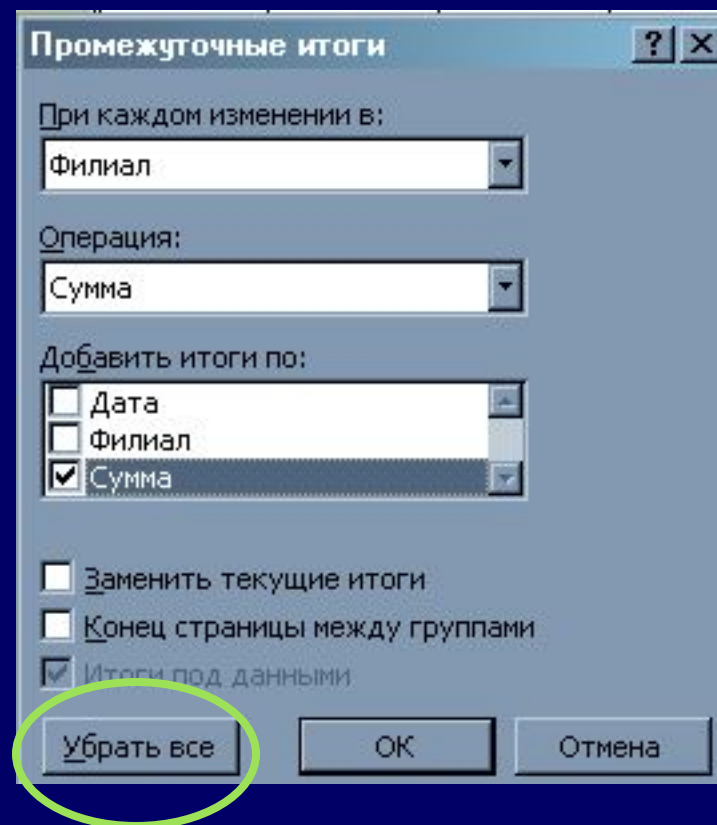 Промежуточные итоги
При каждом изменении в:
Филиал
Операция:
Сумма
Добавить итоги по:
Дата
Филиал
Сумма
Заменить текущие итоги
Конец страницы между группами
Итоги под данными
Убрать все OK Отмена